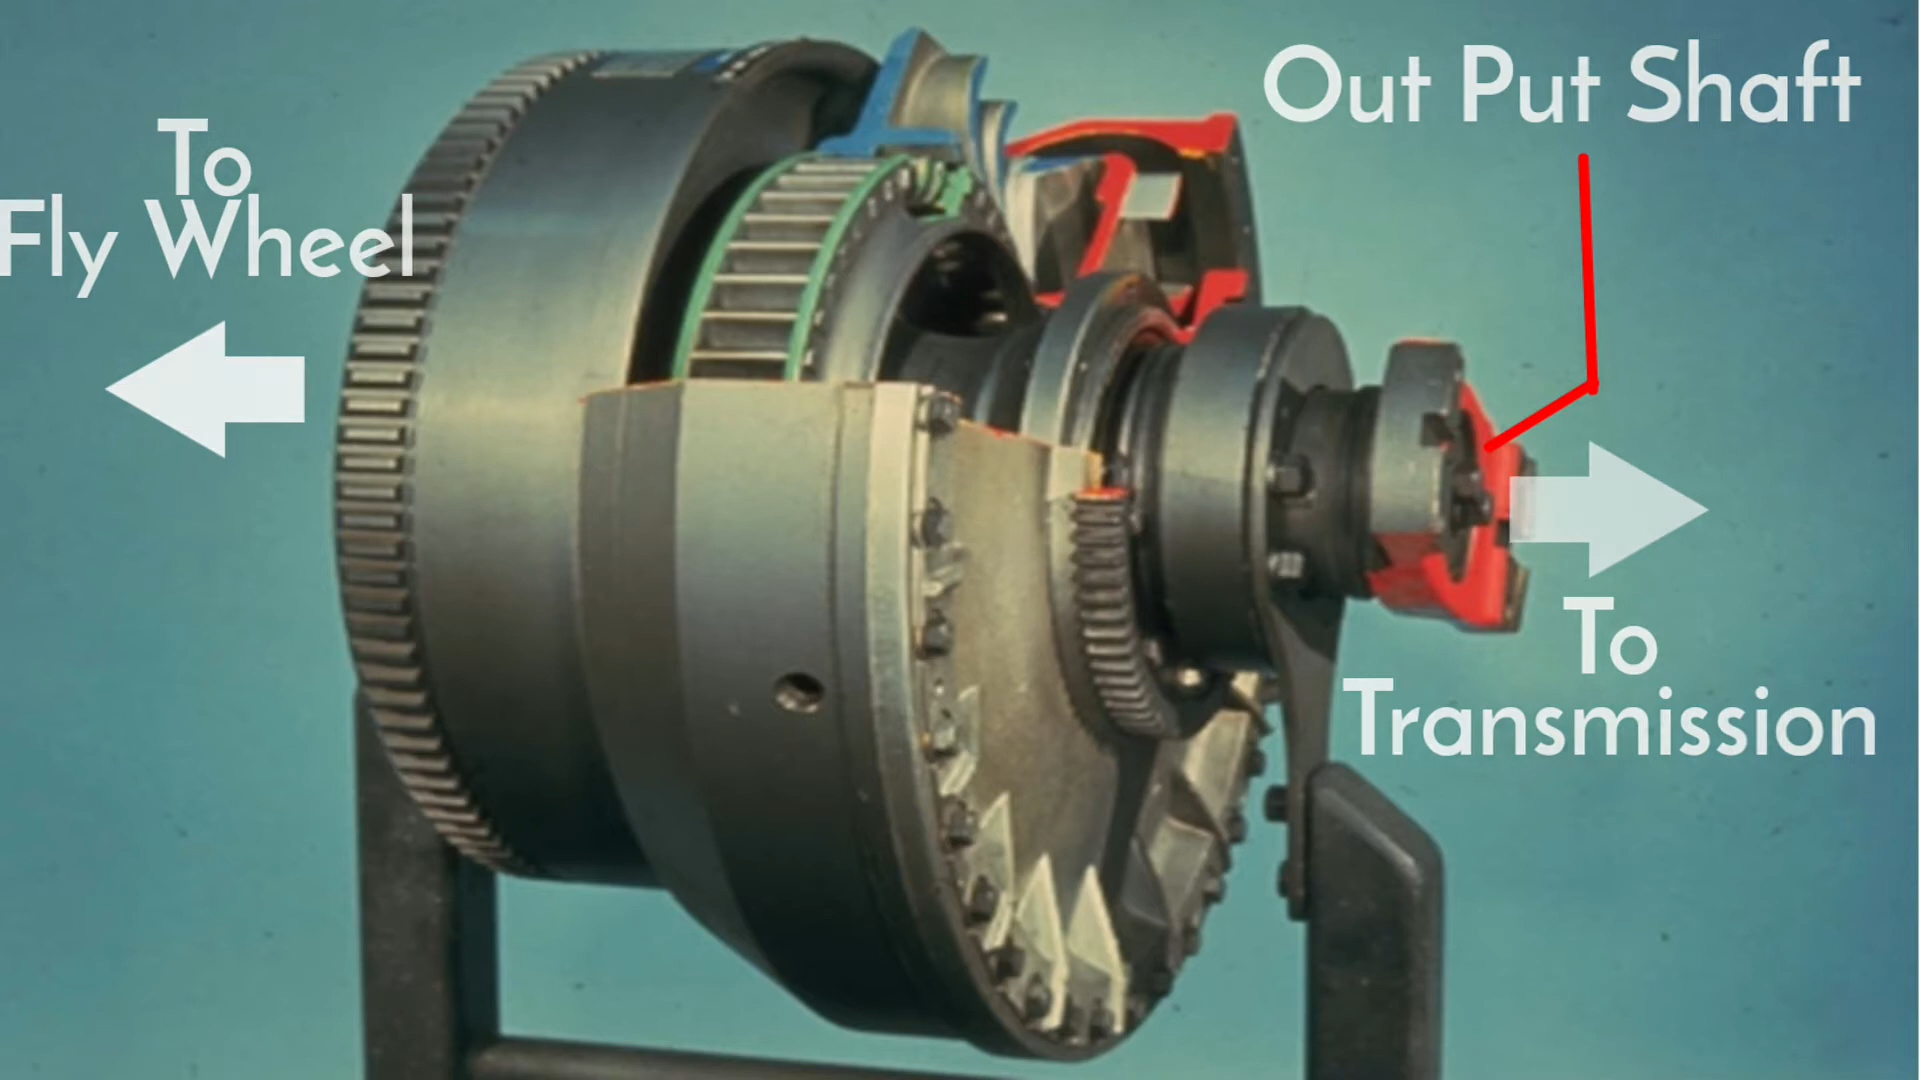 Out Put Shaft
To
Fly Wheel
To
Transmission